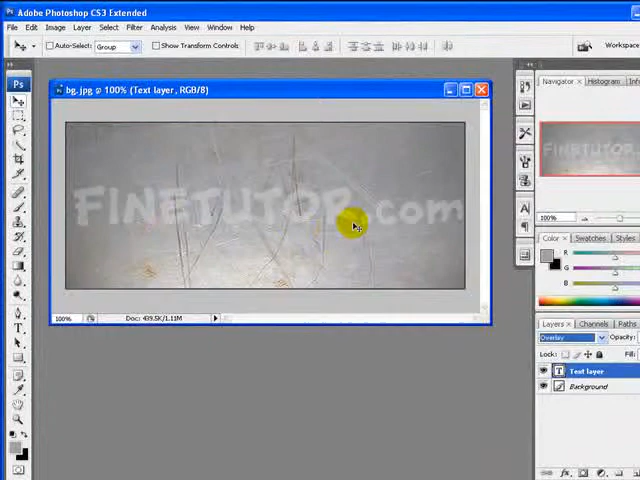 Adobe Photoshop CS3 Extended
File Edit Image Layer Select Filter Analysis View Window Help
Auto-Select: Group Show Transform Controls Workspace
Ps
bg.jpg @ 100% (Text layer, RGB/8)
FINETUTOR.com
100% Doc: 439.5K/1.11M
Navigator Histogram Info
100%
Color Swatches Styles
R
G
B
Layers Channels Paths
Overlay Opacity:
Lock: Fill:
T Text layer
Background